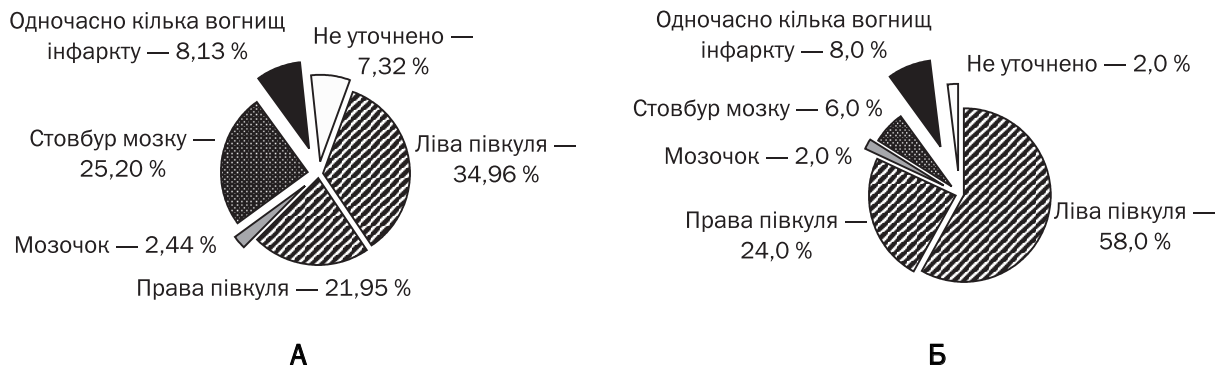 Одночасно кілька вогнищ
інфаркту — 8,13 %
Не уточнено —
7,32 %
Стовбур мозку —
25,20 %
Ліва півкуля —
34,96 %
Мозочок — 2,44 %
Права півкуля — 21,95 %
А
Одночасно кілька вогнищ
інфаркту — 8,0 %
Не уточнено — 2,0 %
Стовбур мозку — 6,0 %
Мозочок — 2,0 %
Права півкуля —
24,0 %
Ліва півкуля —
58,0 %
Б